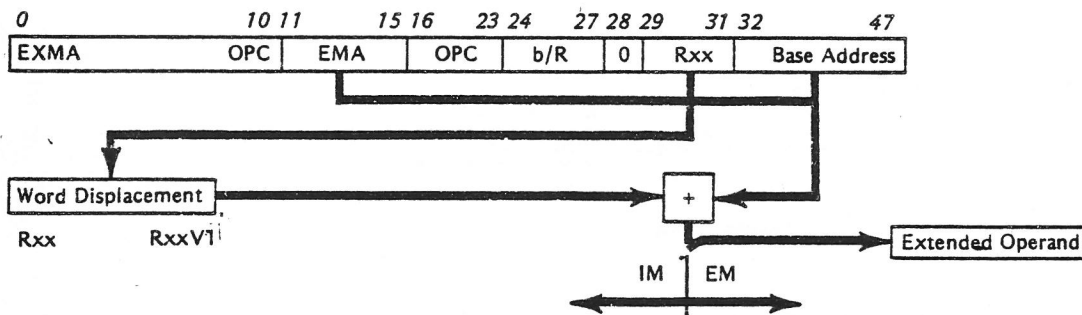 0 10 11 15 16 23 24 27 28 29 31 32 47
EXMA OPC EMA OPC b/R 0 Rxx Base Address
Word Displacement +
Rxx RxxV1
Extended Operand
IM EM